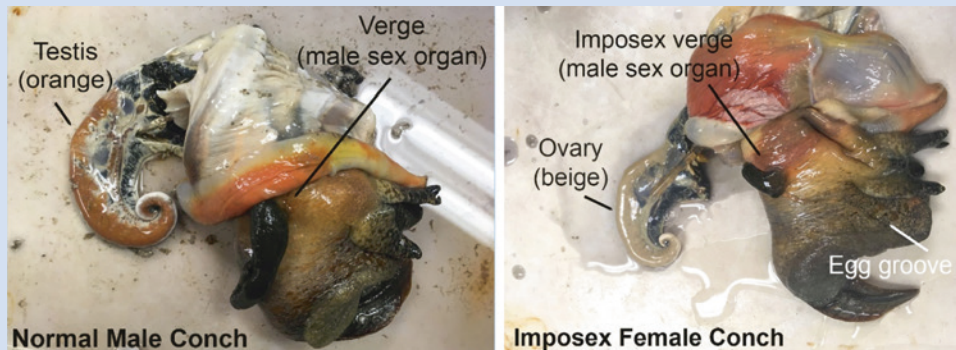 Testis
(orange)
Verge
(male sex organ)
Normal Male Conch
Imposex verge
(male sex organ)
Ovary
(beige)
Egg groove
Imposex Female Conch